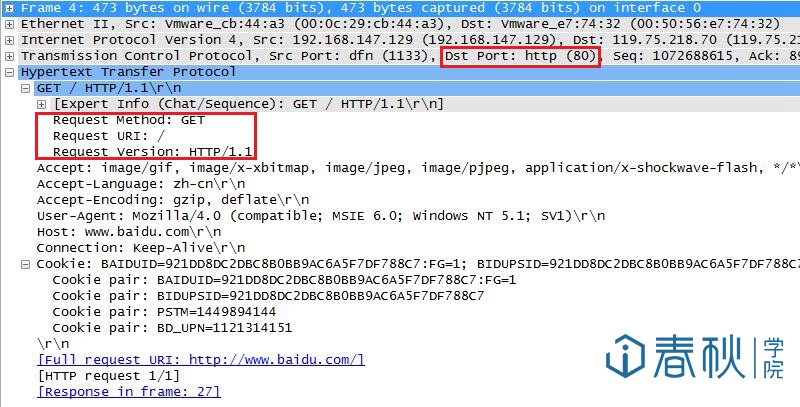 Frame 4: 473 bytes on wire (3784 bits), 473 bytes captured (3784 bits) on interface 0
Ethernet II, Src: Vmware_cb:44:a3 (00:0c:29:cb:44:a3), Dst: Vmware_e7:74:32 (00:50:56:e7:74:32)
Internet Protocol Version 4, Src: 192.168.147.129 (192.168.147.129), Dst: 119.75.218.70 (119.75.21
Transmission Control Protocol, Src Port: dfn (1133), Dst Port: http (80), Seq: 1072688615, Ack: 89
Hypertext Transfer Protocol
GET / HTTP/1.1\r\n
[Expert Info (Chat/Sequence): GET / HTTP/1.1\r\n]
Request Method: GET
Request URI: /
Request Version: HTTP/1.1
Accept: image/gif, image/x-xbitmap, image/jpeg, image/pjpeg, application/x-shockwave-flash, */*\
Accept-Language: zh-cn\r\n
Accept-Encoding: gzip, deflate\r\n
User-Agent: Mozilla/4.0 (compatible; MSIE 6.0; Windows NT 5.1; SV1)\r\n
Host: www.baidu.com\r\n
Connection: Keep-Alive\r\n
Cookie: BAIDUID=921DD8DC2DBC8B0BB9AC6A5F7DF788C7:FG=1; BIDUPSID=921DD8DC2DBC8B0BB9AC6A5F7DF788C7
Cookie pair: BAIDUID=921DD8DC2DBC8B0BB9AC6A5F7DF788C7:FG=1
Cookie pair: BIDUPSID=921DD8DC2DBC8B0BB9AC6A5F7DF788C7
Cookie pair: PSTM=1449894144
Cookie pair: BD_UPN=1121314151
\r\n
[Full request URI: http://www.baidu.com/]
[HTTP request 1/1]
[Response in frame: 27]
春秋学院